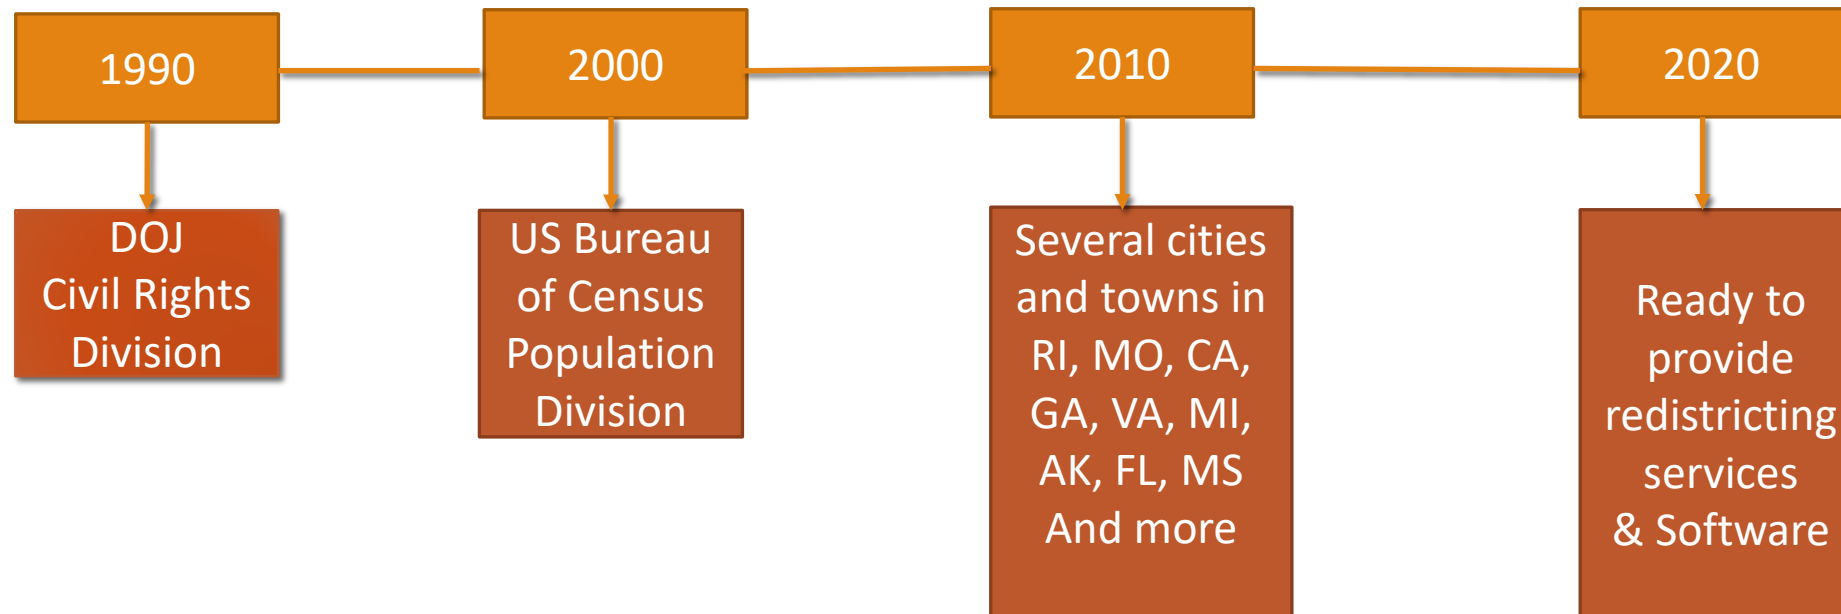 1990
2000
2010
2020
DOJ
Civil Rights
Division
US Bureau
of Census
Population
Division
Several cities
and towns in
RI, MO, CA,
GA, VA, MI,
AK, FL, MS
And more
Ready to
provide
redistricting
services
& Software